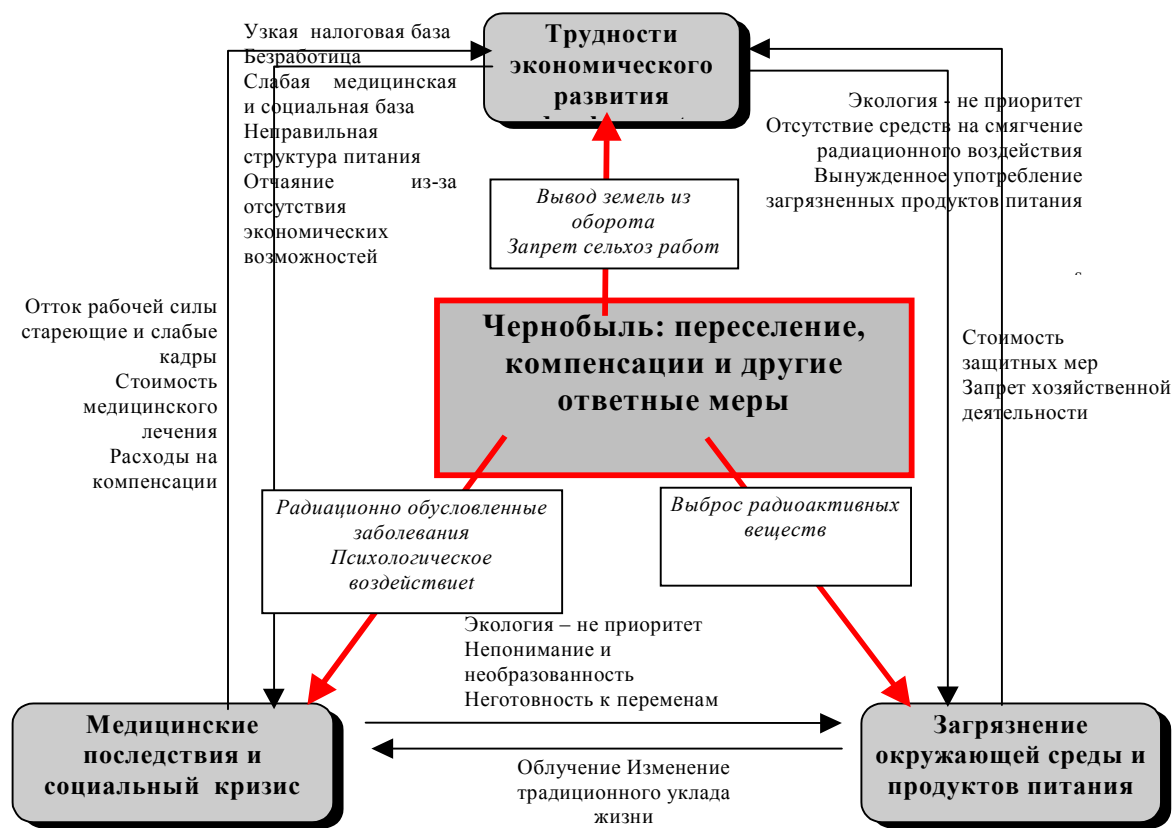 Узкая налоговая база
Безработица
Слабая медицинская
и социальная база
Неправильная
структура питания
Отчаяние из-за
отсутствия
экономических
возможностей
Трудности
экономического
развития
Экология - не приоритет
Отсутствие средств на смягчение
радиационного воздействия
Вынужденное употребление
загрязненных продуктов питания
Вывод земель из
оборота
Запрет сельхоз работ
Отток рабочей силы
стареющие и слабые
кадры
Стоимость
медицинского
лечения
Расходы на
компенсации
Чернобыль: переселение,
компенсации и другие
ответные меры
Стоимость
защитных мер
Запрет хозяйственной
деятельности
Радиационно обусловленные
заболевания
Психологическое
воздействиеt
Выброс радиоактивных
веществ
Экология – не приоритет
Непонимание и
необразованность
Неготовность к переменам
Медицинские
последствия и
социальный кризис
Загрязнение
окружающей среды и
продуктов питания
Облучение Изменение
традиционного уклада
жизни